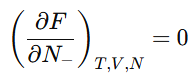 (∂F/∂N₋)_{T,V,N} = 0